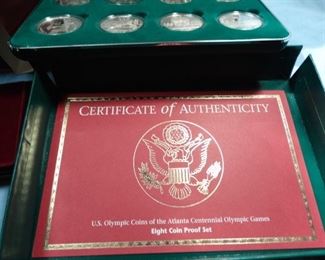 CERTIFICATE of AUTHENTICITY
U.S. Olympic Coins of the Atlanta Centennial Olympic Games
Eight Coin Proof Set